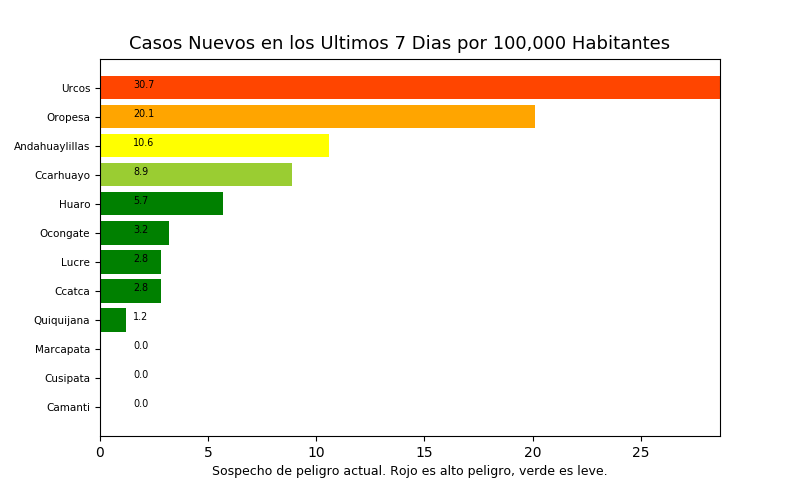 Casos Nuevos en los Ultimos 7 Dias por 100,000 Habitantes
Urcos 30.7
Oropesa 20.1
Andahuaylillas 10.6
Ccarhuayo 8.9
Huaro 5.7
Ocongate 3.2
Lucre 2.8
Ccatca 2.8
Quiquijana 1.2
Marcapata 0.0
Cusipata 0.0
Camanti 0.0
0 5 10 15 20 25
Sospecho de peligro actual. Rojo es alto peligro, verde es leve.